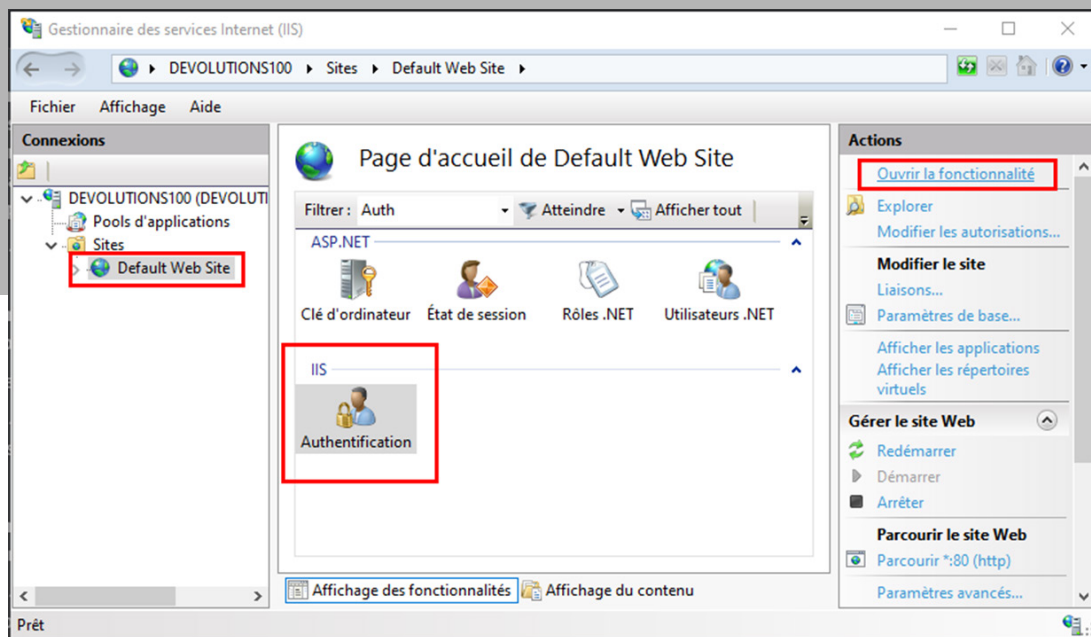 Gestionnaire des services Internet (IIS)
DEVOLUTIONS100 Sites Default Web Site
Fichier Affichage Aide
Connexions
DEVOLUTIONS100 (DEVOLUTI
Pools d'applications
Sites
Default Web Site
Page d'accueil de Default Web Site
Filtrer : Auth Atteindre Afficher tout
ASP.NET
Clé d'ordinateur État de session Rôles .NET Utilisateurs .NET
IIS
Authentification
Affichage des fonctionnalités Affichage du contenu
Actions
Ouvrir la fonctionnalité
Explorer
Modifier les autorisations...
Modifier le site
Liaisons...
Paramètres de base...
Afficher les applications
Afficher les répertoires
virtuels
Gérer le site Web
Redémarrer
Démarrer
Arrêter
Parcourir le site Web
Parcourir *:80 (http)
Paramètres avancés...
Prêt